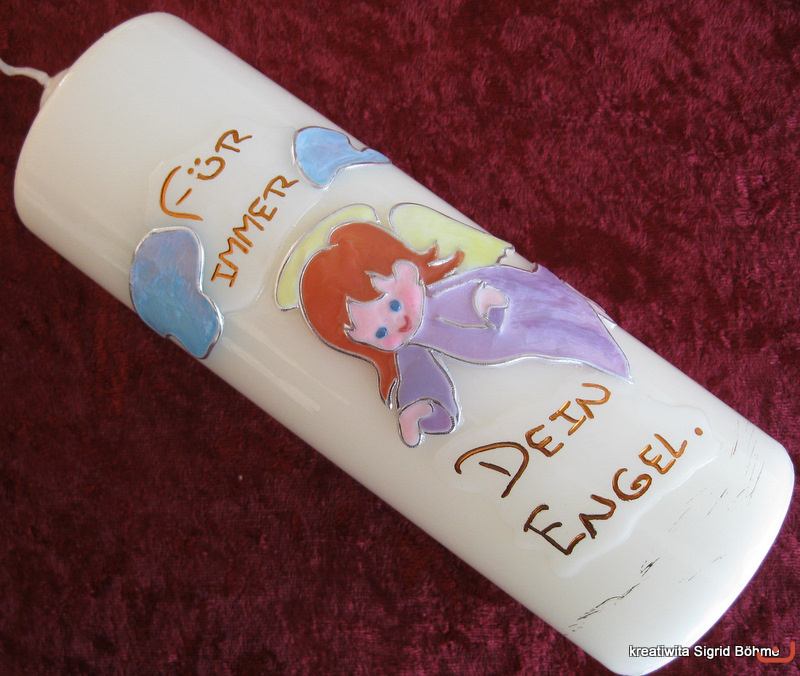 FÜR
IMMER
DEIN
ENGEL.
kreatiwita Sigrid Böhme